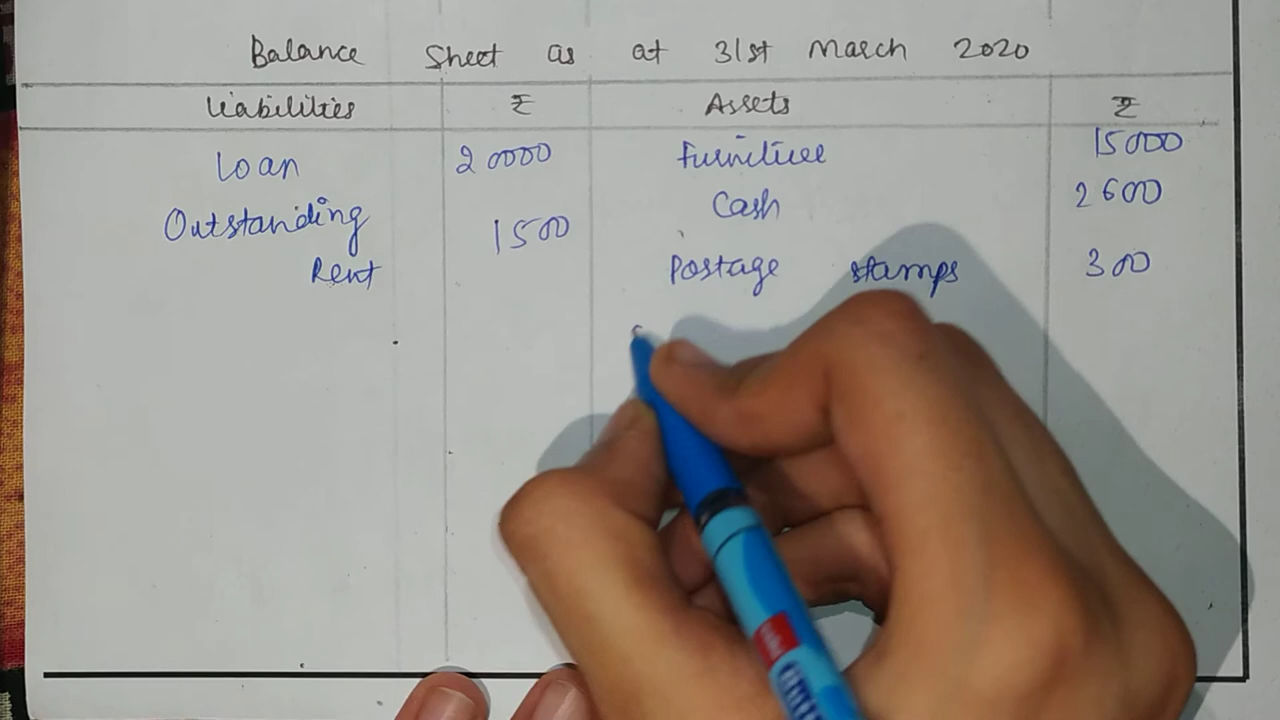 Balance Sheet as at 31st March 2020
Liabilities ₹ Assets ₹
Loan 20000 Furniture 15000
Cash 2600
Outstanding 1500
Rent Postage stamps 300